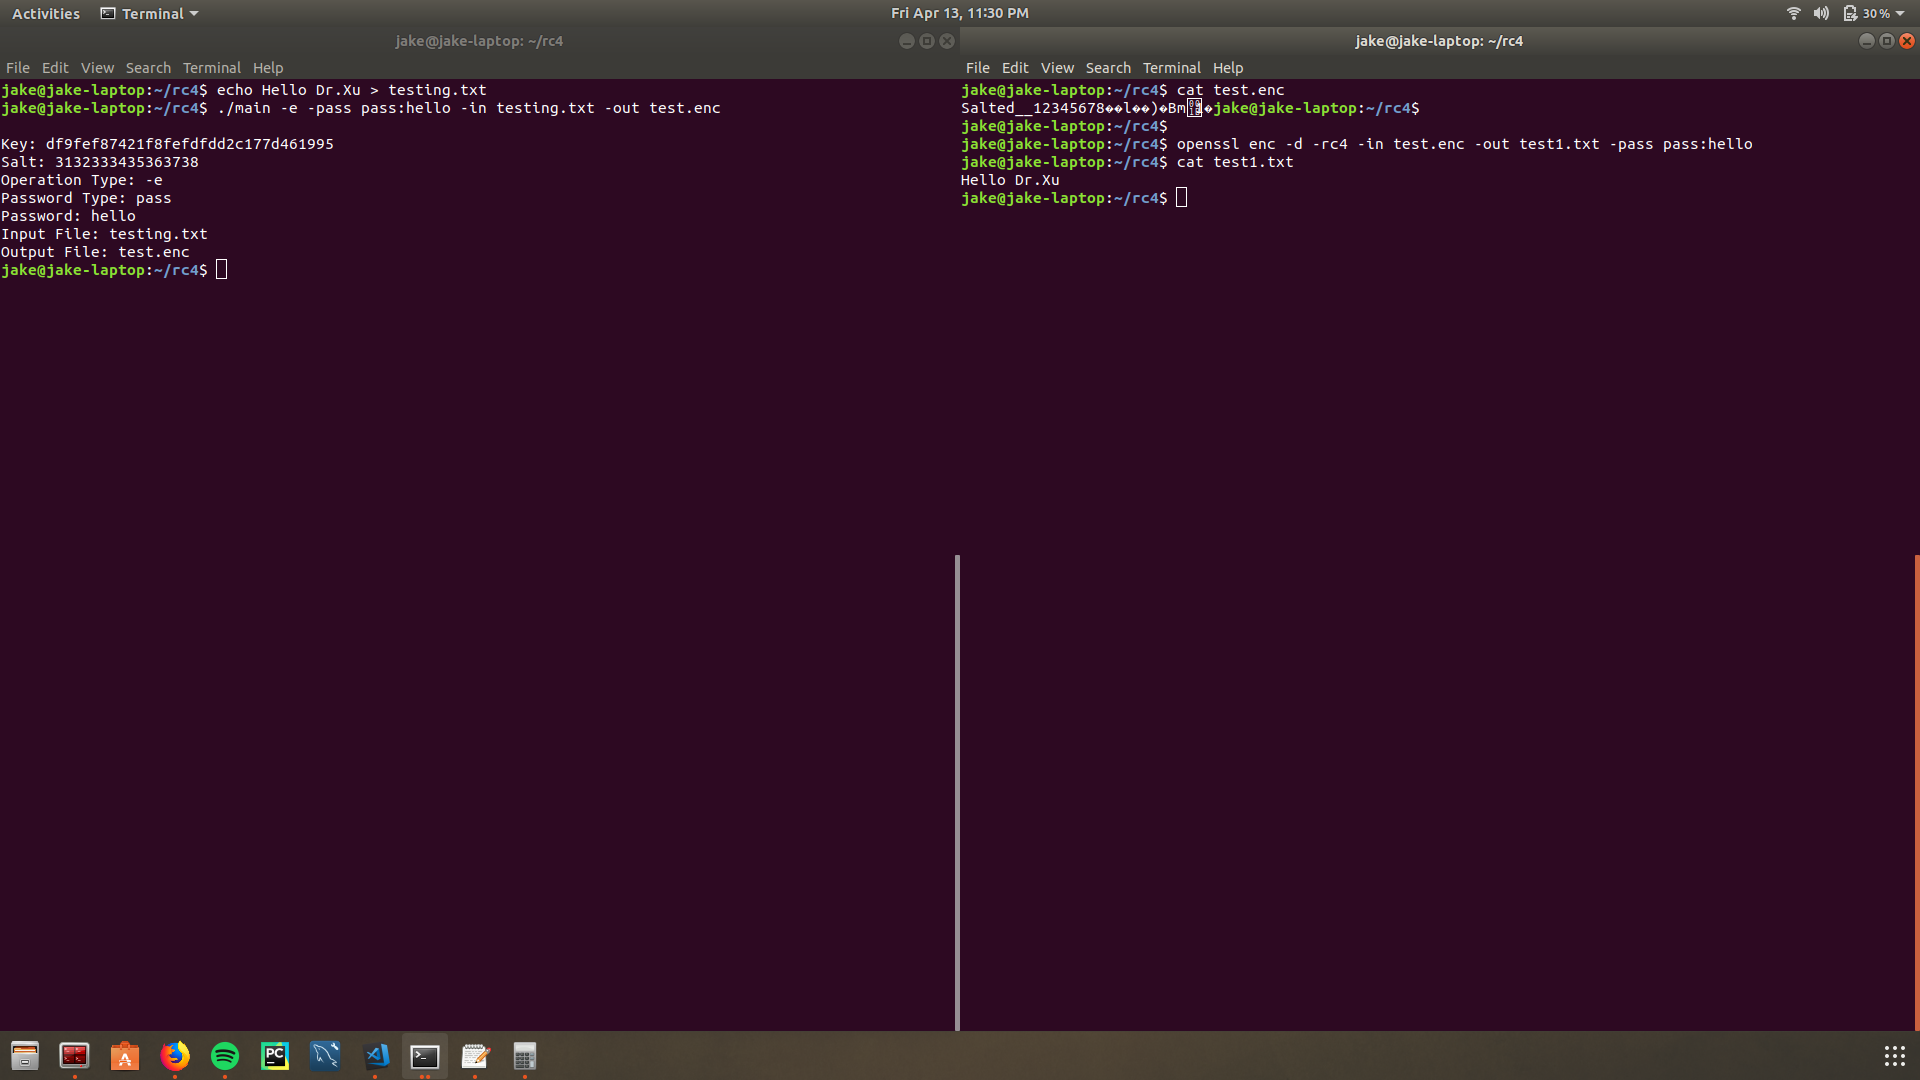 Activities Terminal Fri Apr 13, 11:30 PM 30%
jake@jake-laptop: ~/rc4
File Edit View Search Terminal Help
jake@jake-laptop:~/rc4$ echo Hello Dr.Xu > testing.txt
jake@jake-laptop:~/rc4$ ./main -e -pass pass:hello -in testing.txt -out test.enc
Key: df9fef87421f8fefdfdd2c177d461995
Salt: 3132333435363738
Operation Type: -e
Password Type: pass
Password: hello
Input File: testing.txt
Output File: test.enc
jake@jake-laptop:~/rc4$
jake@jake-laptop: ~/rc4
File Edit View Search Terminal Help
jake@jake-laptop:~/rc4$ cat test.enc
Salted__12345678��l��)�Bm�jake@jake-laptop:~/rc4$
jake@jake-laptop:~/rc4$
jake@jake-laptop:~/rc4$ openssl enc -d -rc4 -in test.enc -out test1.txt -pass pass:hello
jake@jake-laptop:~/rc4$ cat test1.txt
Hello Dr.Xu
jake@jake-laptop:~/rc4$
PC